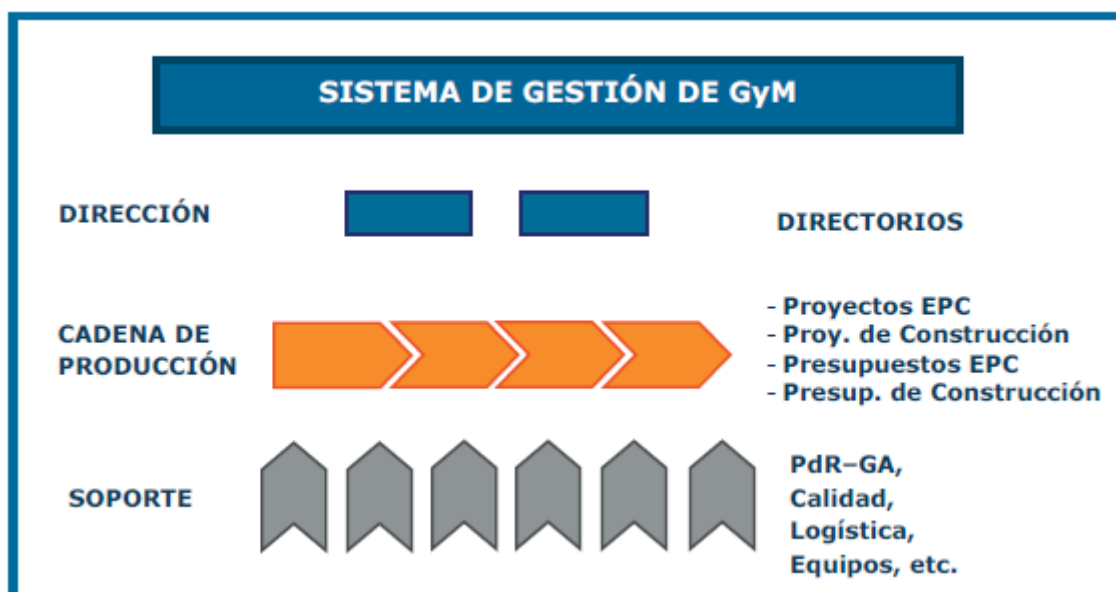 SISTEMA DE GESTIÓN DE GyM
DIRECCIÓN
DIRECTORIOS
CADENA DE
PRODUCCIÓN
- Proyectos EPC
- Proy. de Construcción
- Presupuestos EPC
- Presup. de Construcción
SOPORTE
PdR–GA,
Calidad,
Logística,
Equipos, etc.